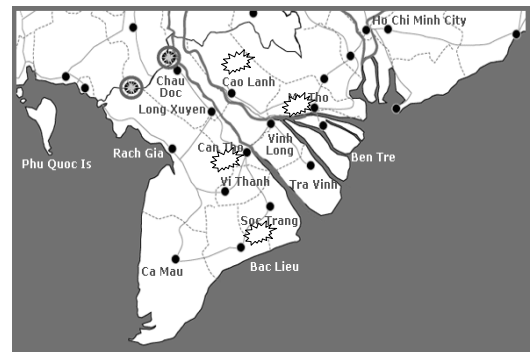 Ho Chi Minh City
Chau
Doc
Cao Lanh
Long Xuyen
Tho
Phu Quoc Is
Rach Gia
Can Tho
Vinh
Long
Ben Tre
Vi Thanh
Tra Vinh
Soc Trang
Ca Mau
Bac Lieu